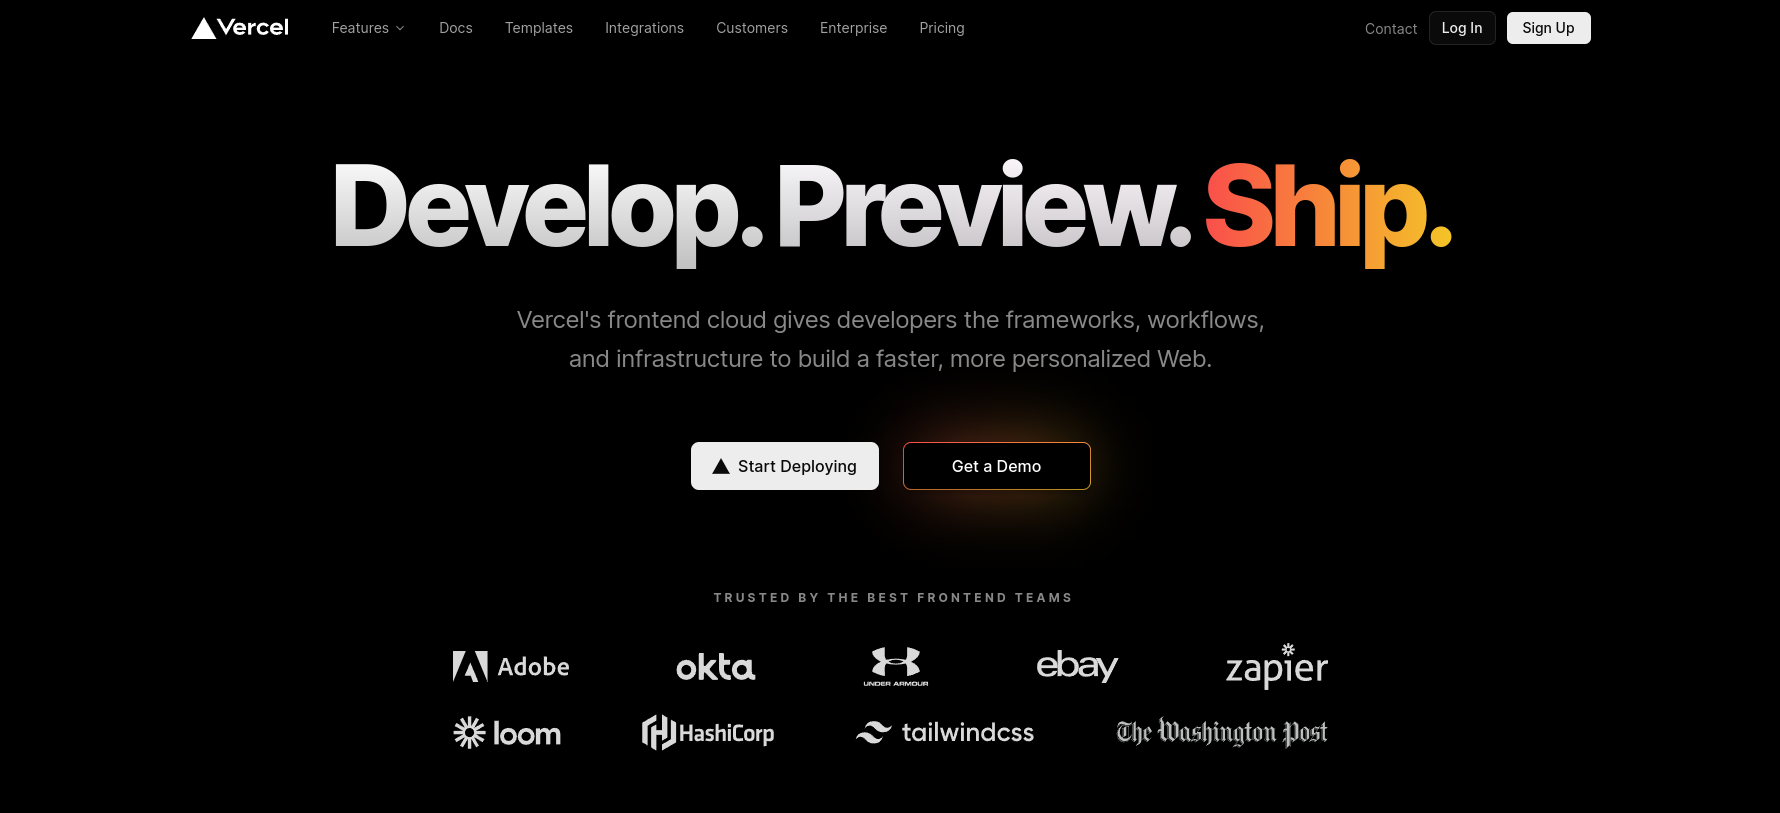 Vercel Features Docs Templates Integrations Customers Enterprise Pricing Contact Log In Sign Up
Develop. Preview. Ship.
Vercel's frontend cloud gives developers the frameworks, workflows,
and infrastructure to build a faster, more personalized Web.
Start Deploying Get a Demo
TRUSTED BY THE BEST FRONTEND TEAMS
Adobe okta UNDER ARMOUR ebay zapier
loom HashiCorp tailwindcss The Washington Post